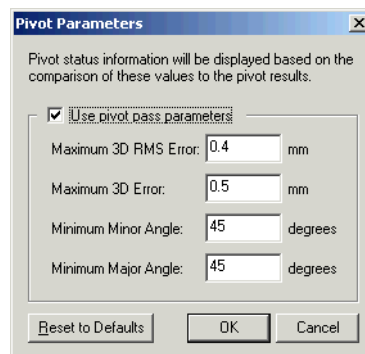 Pivot Parameters
Pivot status information will be displayed based on the
comparison of these values to the pivot results.
Use pivot pass parameters
Maximum 3D RMS Error: 0.4 mm
Maximum 3D Error: 0.5 mm
Minimum Minor Angle: 45 degrees
Minimum Major Angle: 45 degrees
Reset to Defaults OK Cancel